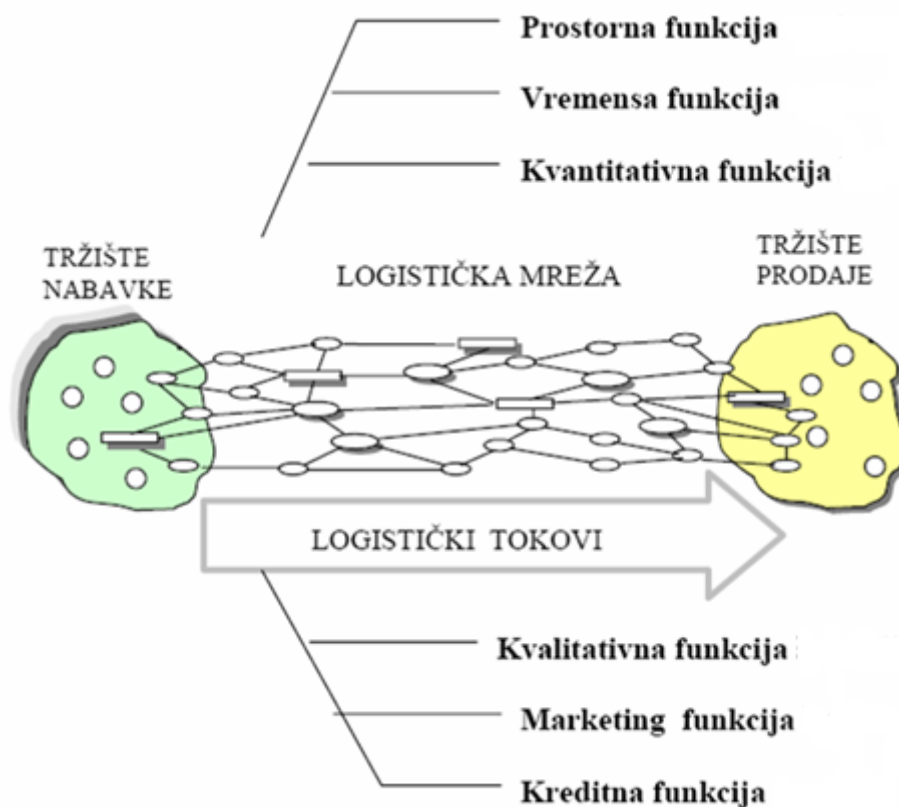 Prostorna funkcija
Vremensa funkcija
Kvantitativna funkcija
TRŽIŠTE
NABAVKE
LOGISTIČKA MREŽA
TRŽIŠTE
PRODAJE
LOGISTIČKI TOKOVI
Kvalitativna funkcija
Marketing funkcija
Kreditna funkcija